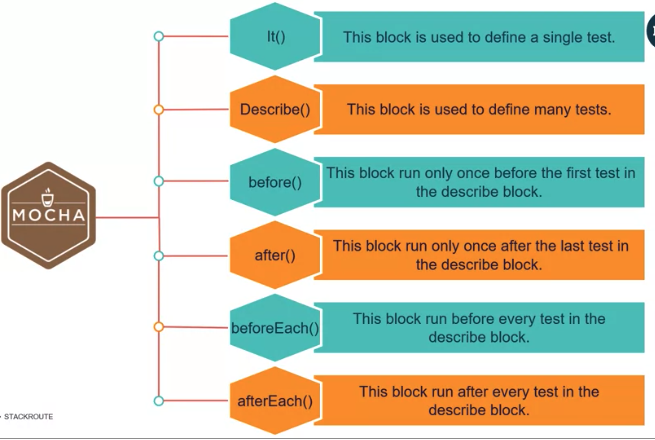 It()
This block is used to define a single test.
Describe()
This block is used to define many tests.
before()
This block run only once before the first test in
the describe block.
MOCHA
after()
This block run only once after the last test in
the describe block.
beforeEach()
This block run before every test in the
describe block.
afterEach()
This block run after every test in the
describe block.
STACKROUTE